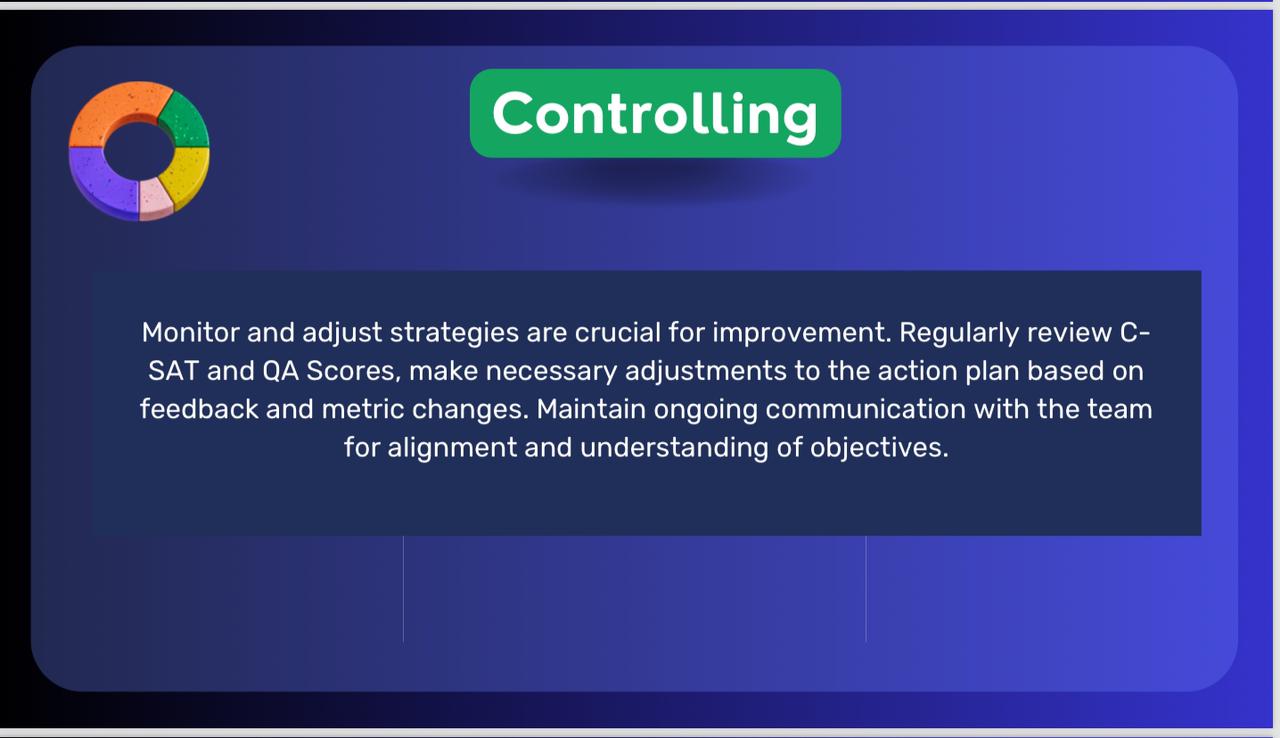 Controlling
Monitor and adjust strategies are crucial for improvement. Regularly review C-
SAT and QA Scores, make necessary adjustments to the action plan based on
feedback and metric changes. Maintain ongoing communication with the team
for alignment and understanding of objectives.